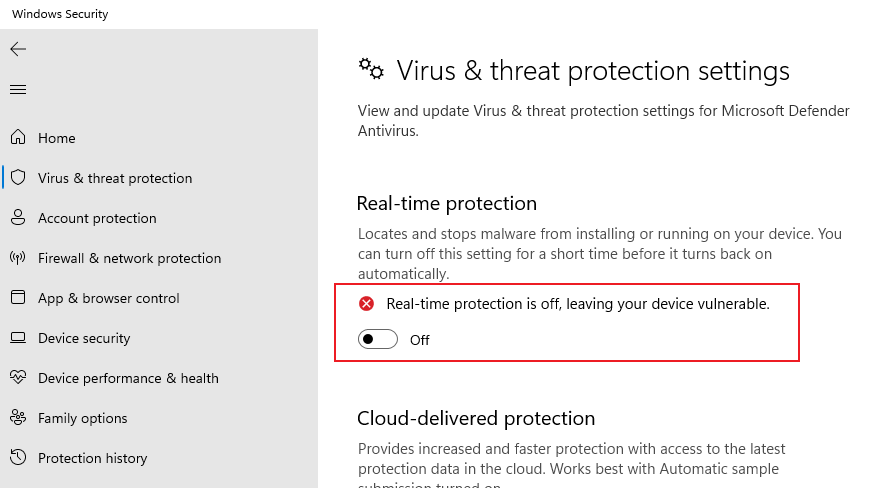 Windows Security
Home
Virus & threat protection
Account protection
Firewall & network protection
App & browser control
Device security
Device performance & health
Family options
Protection history
Virus & threat protection settings
View and update Virus & threat protection settings for Microsoft Defender
Antivirus.
Real-time protection
Locates and stops malware from installing or running on your device. You
can turn off this setting for a short time before it turns back on
automatically.
Real-time protection is off, leaving your device vulnerable.
Off
Cloud-delivered protection
Provides increased and faster protection with access to the latest
protection data in the cloud. Works best with Automatic sample
submission turned on.